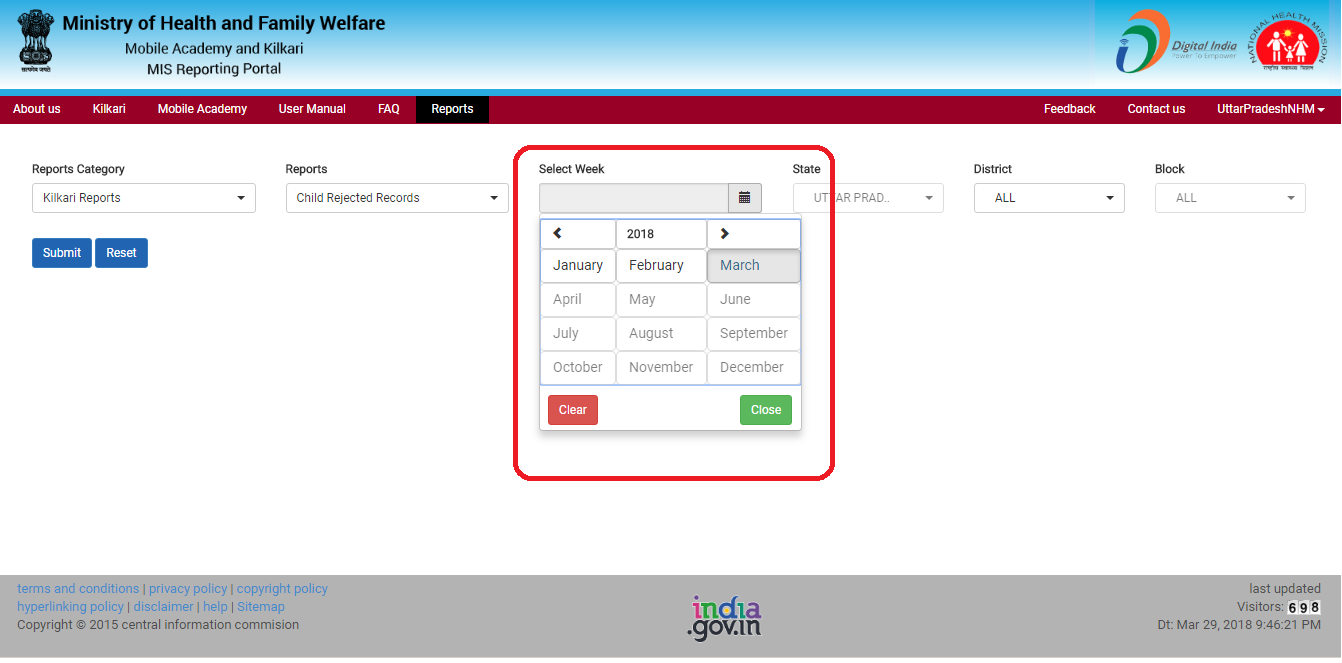 Ministry of Health and Family Welfare
Mobile Academy and Kilkari
MIS Reporting Portal
सत्यमेव जयते
Digital India
Power To Empower
NATIONAL HEALTH MISSION
राष्ट्रीय स्वास्थ्य मिशन
About us Kilkari Mobile Academy User Manual FAQ Reports Feedback Contact us UttarPradeshNHM
Reports Category Reports Select Week State District Block
Kilkari Reports Child Rejected Records UTTAR PRAD.. ALL ALL
Submit Reset
2018
January February March
April May June
July August September
October November December
Clear Close
terms and conditions | privacy policy | copyright policy
hyperlinking policy | disclaimer | help | Sitemap
Copyright © 2015 central information commision
india
.gov.in
last updated
Visitors: 698
Dt: Mar 29, 2018 9:46:21 PM